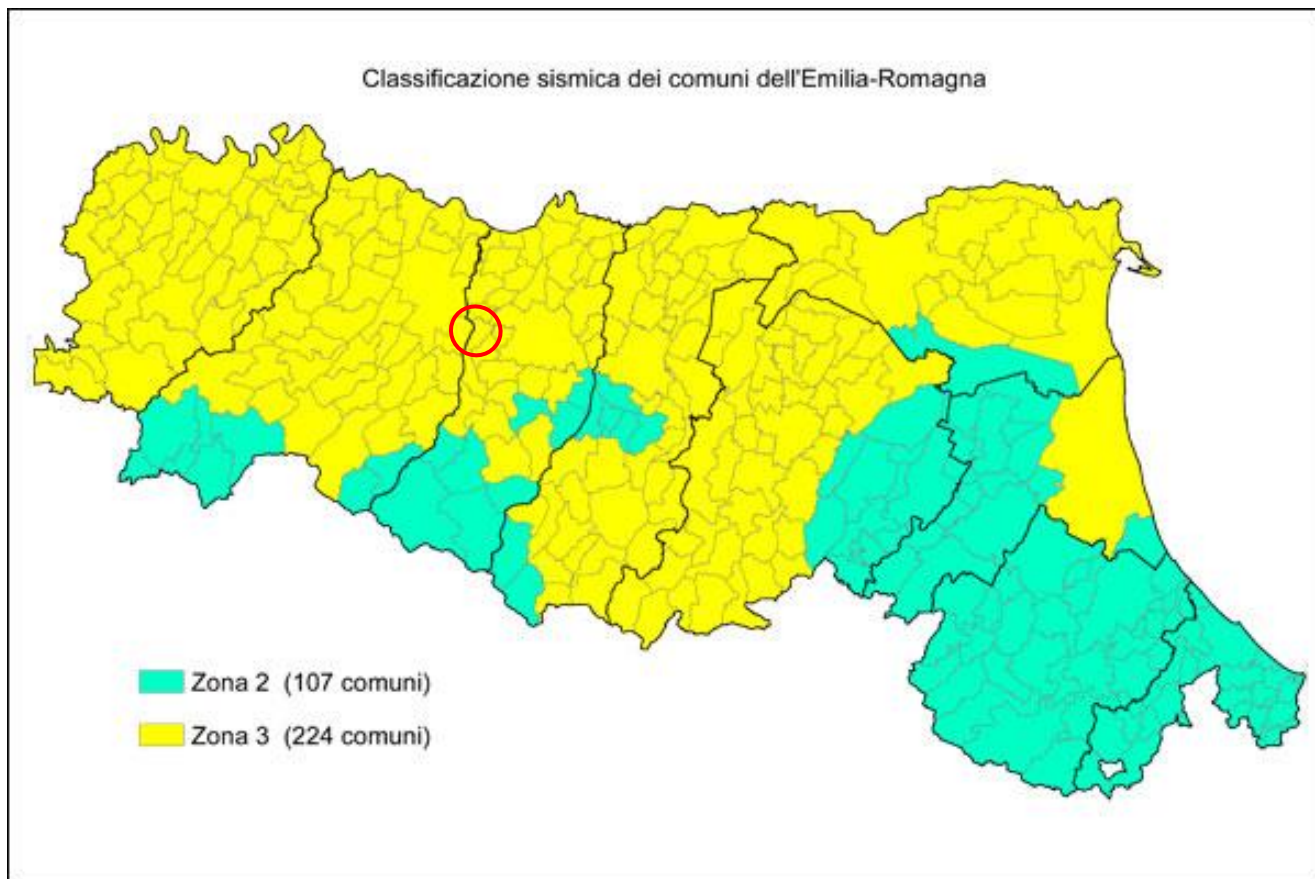 Classificazione sismica dei comuni dell'Emilia-Romagna
Zona 2 (107 comuni)
Zona 3 (224 comuni)